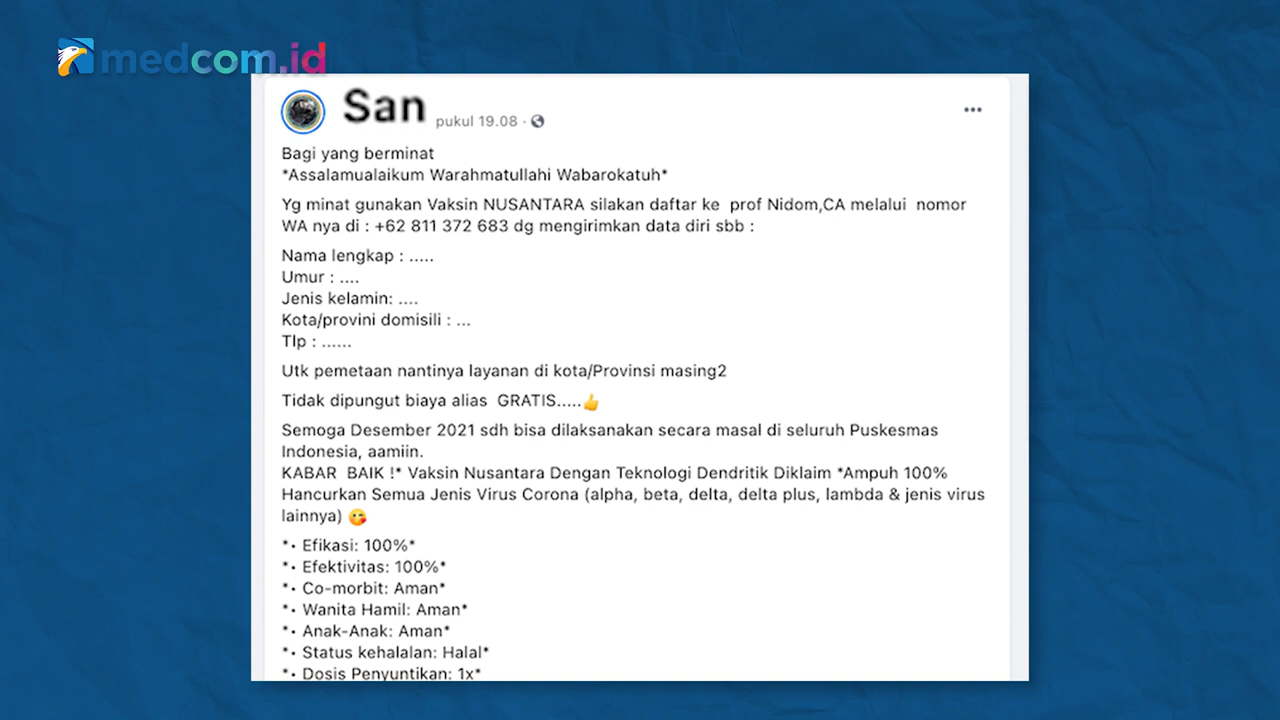 medcom.id
San pukul 19.08 ·
Bagi yang berminat
*Assalamualaikum Warahmatullahi Wabarokatuh*
Yg minat gunakan Vaksin NUSANTARA silakan daftar ke prof Nidom,CA melalui nomor
WA nya di : +62 811 372 683 dg mengirimkan data diri sbb :
Nama lengkap : .....
Umur : ....
Jenis kelamin: ....
Kota/provini domisili : ...
Tlp : ......
Utk pemetaan nantinya layanan di kota/Provinsi masing2
Tidak dipungut biaya alias GRATIS.....👍
Semoga Desember 2021 sdh bisa dilaksanakan secara masal di seluruh Puskesmas
Indonesia, aamiin.
KABAR BAIK !* Vaksin Nusantara Dengan Teknologi Dendritik Diklaim *Ampuh 100%
Hancurkan Semua Jenis Virus Corona (alpha, beta, delta, delta plus, lambda & jenis virus
lainnya) 😋
*• Efikasi: 100%*
*• Efektivitas: 100%*
*• Co-morbit: Aman*
*• Wanita Hamil: Aman*
*• Anak-Anak: Aman*
*• Status kehalalan: Halal*
*• Dosis Penyuntikan: 1x*